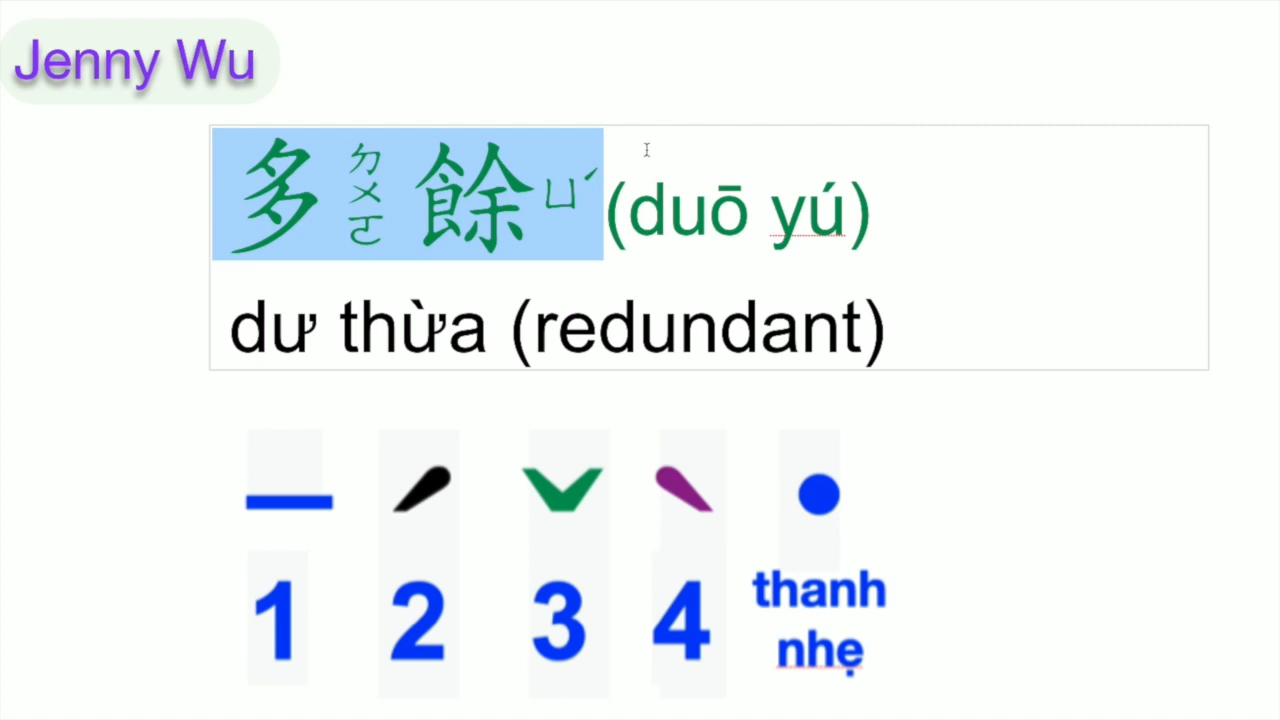 Jenny Wu
多ㄉㄨㄛ餘ㄩˊ(duō yú)
dư thừa (redundant)
1 2 3 4 thanh nhẹ